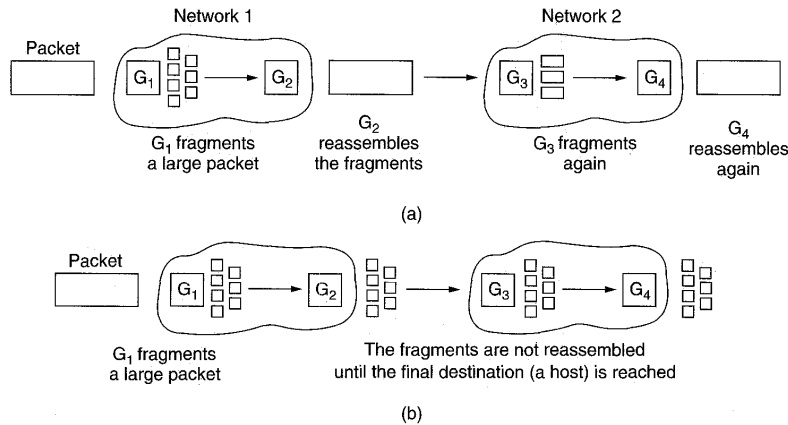 Network 1
Network 2
Packet
G1
G2
G3
G4
G1 fragments
a large packet
G2
reassembles
the fragments
G3 fragments
again
G4
reassembles
again
(a)
Packet
G1
G2
G3
G4
G1 fragments
a large packet
The fragments are not reassembled
until the final destination (a host) is reached
(b)